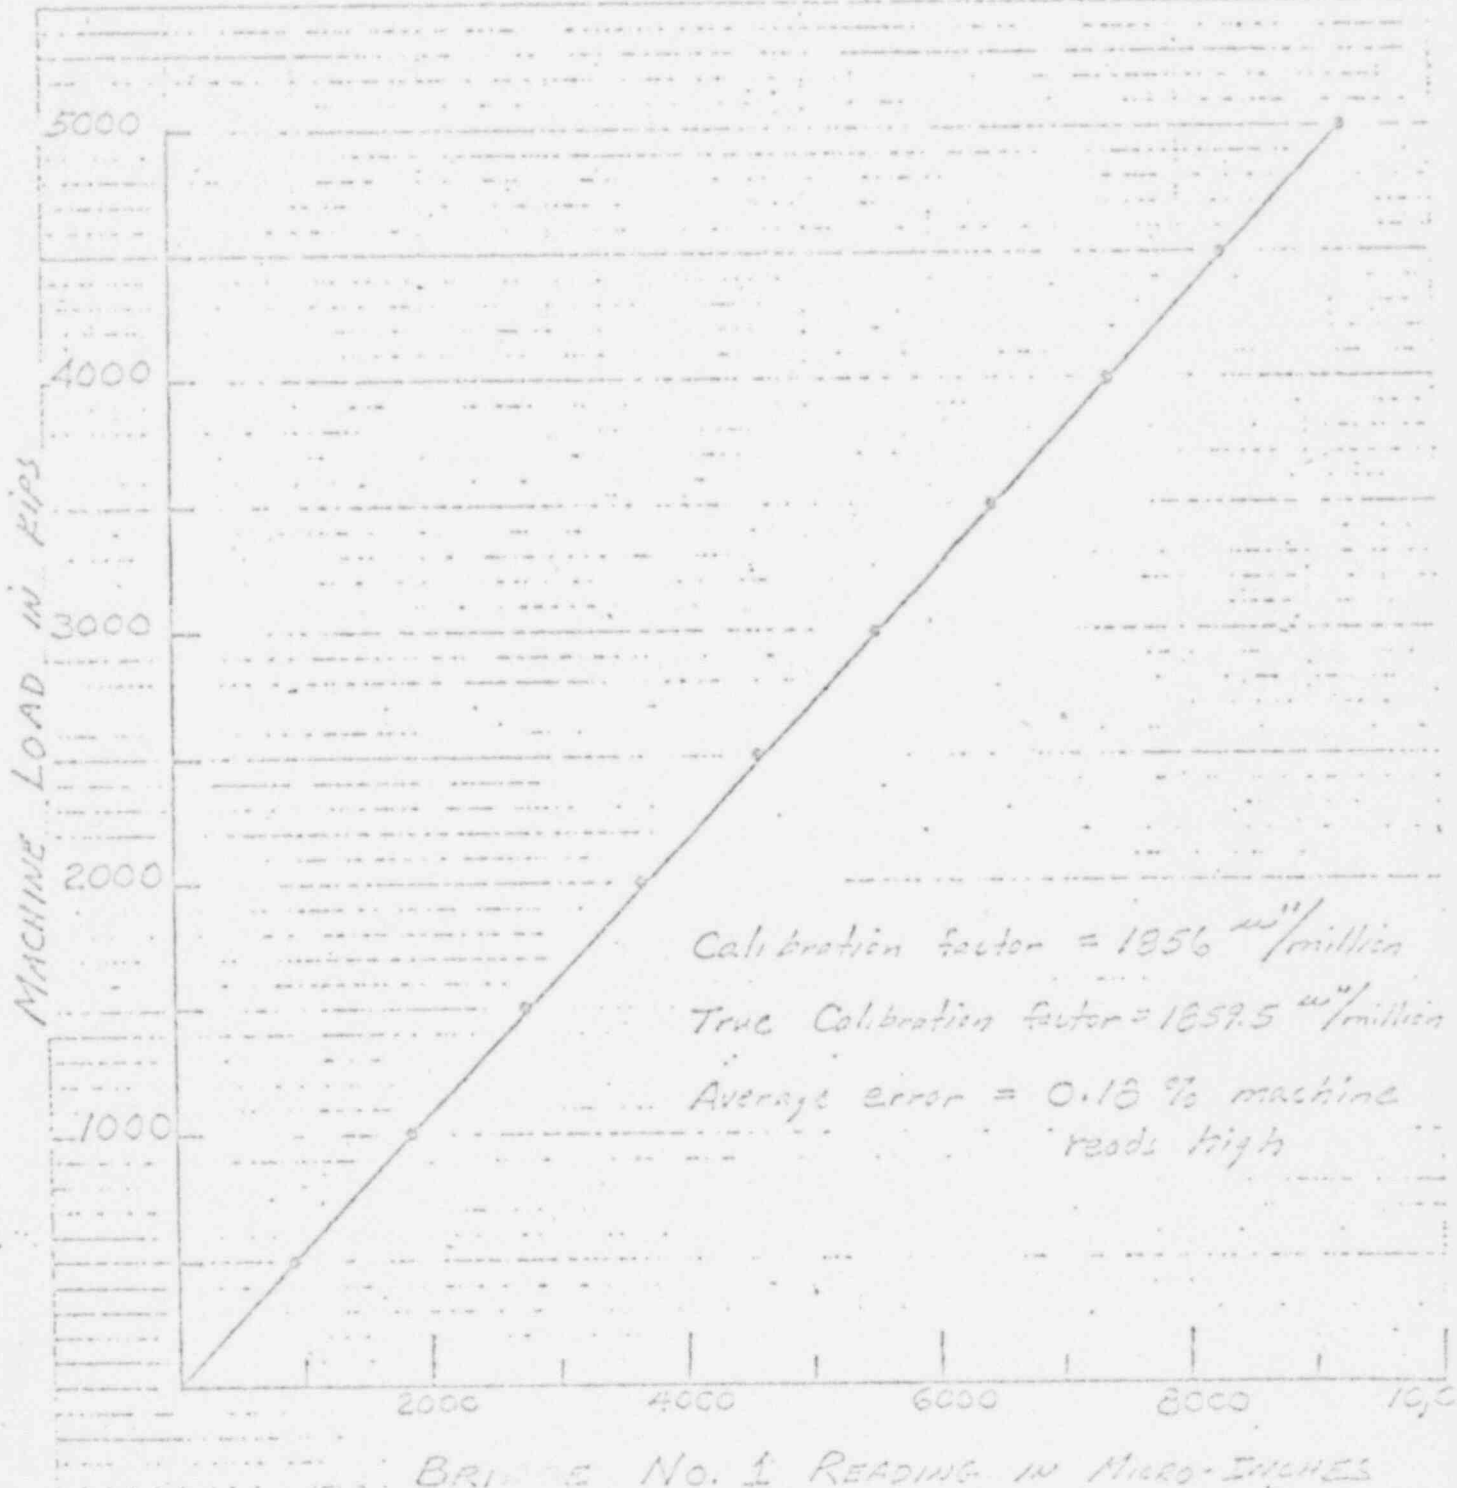 5000
4000
3000
2000
1000
MACHINE LOAD IN KIPS
Calibration factor = 1856 μ"/million
True Calibration factor = 1859.5 μ"/million
Average error = 0.18 % machine
reads high
2000 4000 6000 8000
No. 1 READING IN MICRO-INCHES